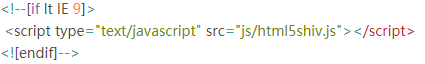 <!--[if lt IE 9]>
<script type="text/javascript" src="js/html5shiv.js"></script>
<![endif]-->